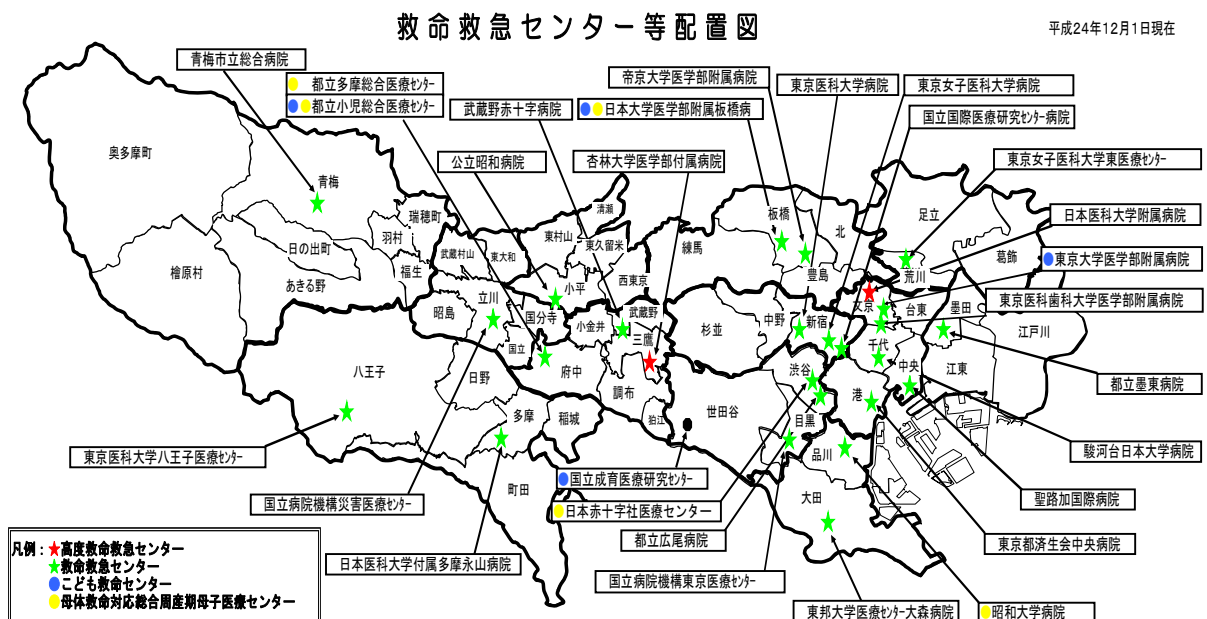 救命救急センター等配置図
平成24年12月1日現在
青梅市立総合病院
都立多摩総合医療センター
都立小児総合医療センター
武蔵野赤十字病院
帝京大学医学部附属病院
日本大学医学部附属板橋病
東京医科大学病院
東京女子医科大学病院
国立国際医療研究センター病院
公立昭和病院
杏林大学医学部付属病院
東京女子医科大学東医療センター
日本医科大学附属病院
東京大学医学部附属病院
東京医科歯科大学医学部附属病院
都立墨東病院
駿河台日本大学病院
聖路加国際病院
東京都済生会中央病院
昭和大学病院
東邦大学医療センター大森病院
国立病院機構東京医療センター
都立広尾病院
日本赤十字社医療センター
国立成育医療研究センター
日本医科大学付属多摩永山病院
国立病院機構災害医療センター
東京医科大学八王子医療センター
奥多摩町
青梅
瑞穂町
羽村
日の出町
福生
あきる野
檜原村
武蔵村山
東大和
東村山
清瀬
東久留米
西東京
小平
立川
昭島
国分寺
国立
小金井
武蔵野
三鷹
府中
調布
狛江
八王子
日野
多摩
稲城
町田
練馬
板橋
北
豊島
足立
葛飾
荒川
文京
台東
墨田
江戸川
杉並
中野
新宿
千代
中央
江東
渋谷
港
世田谷
目黒
品川
大田
凡例：
高度救命救急センター
救命救急センター
こども救命センター
母体救命対応総合周産期母子医療センター